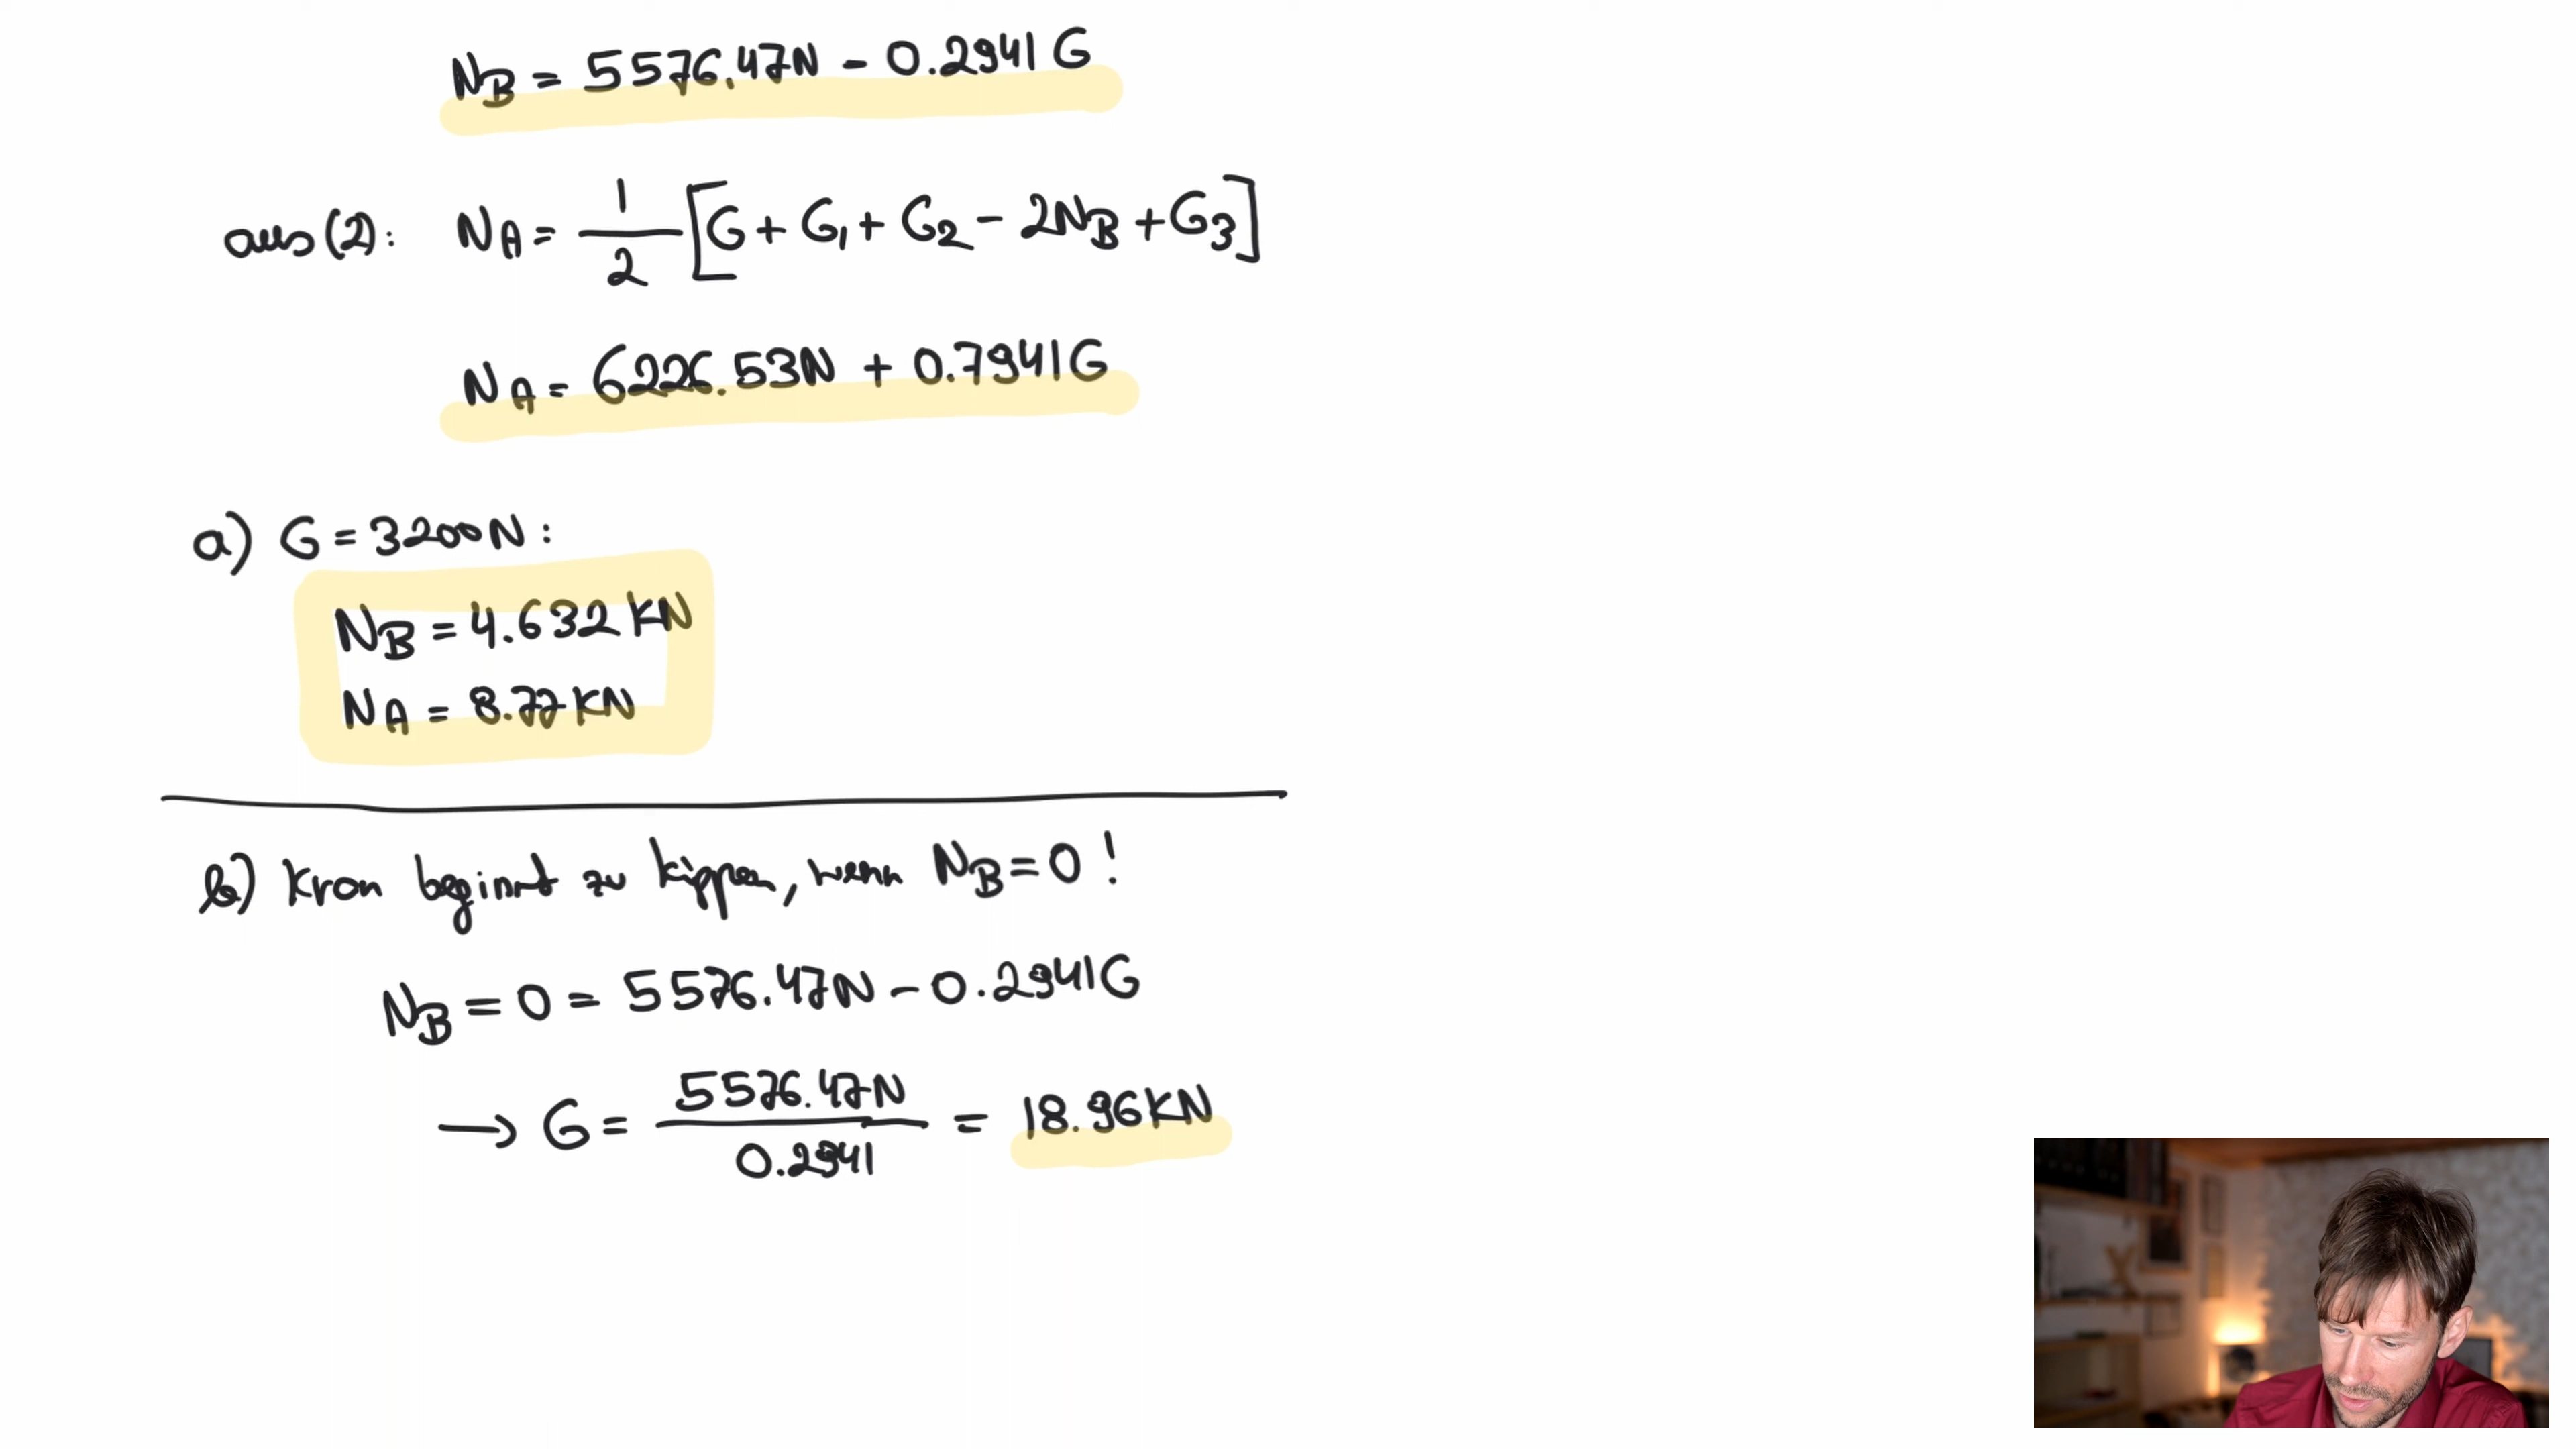 N_B = 5576.47N - 0.2941 G
aus (2): N_A = 1/2 [G + G_1 + G_2 - 2N_B + G_3]
N_A = 6226.53N + 0.7941G
a) G = 3200N :
N_B = 4.632 KN
N_A = 8.77 KN
b) Kran beginnt zu kippen, wenn N_B = 0 !
N_B = 0 = 5576.47N - 0.2941G
→ G = 5576.47N / 0.2941 = 18.96 KN